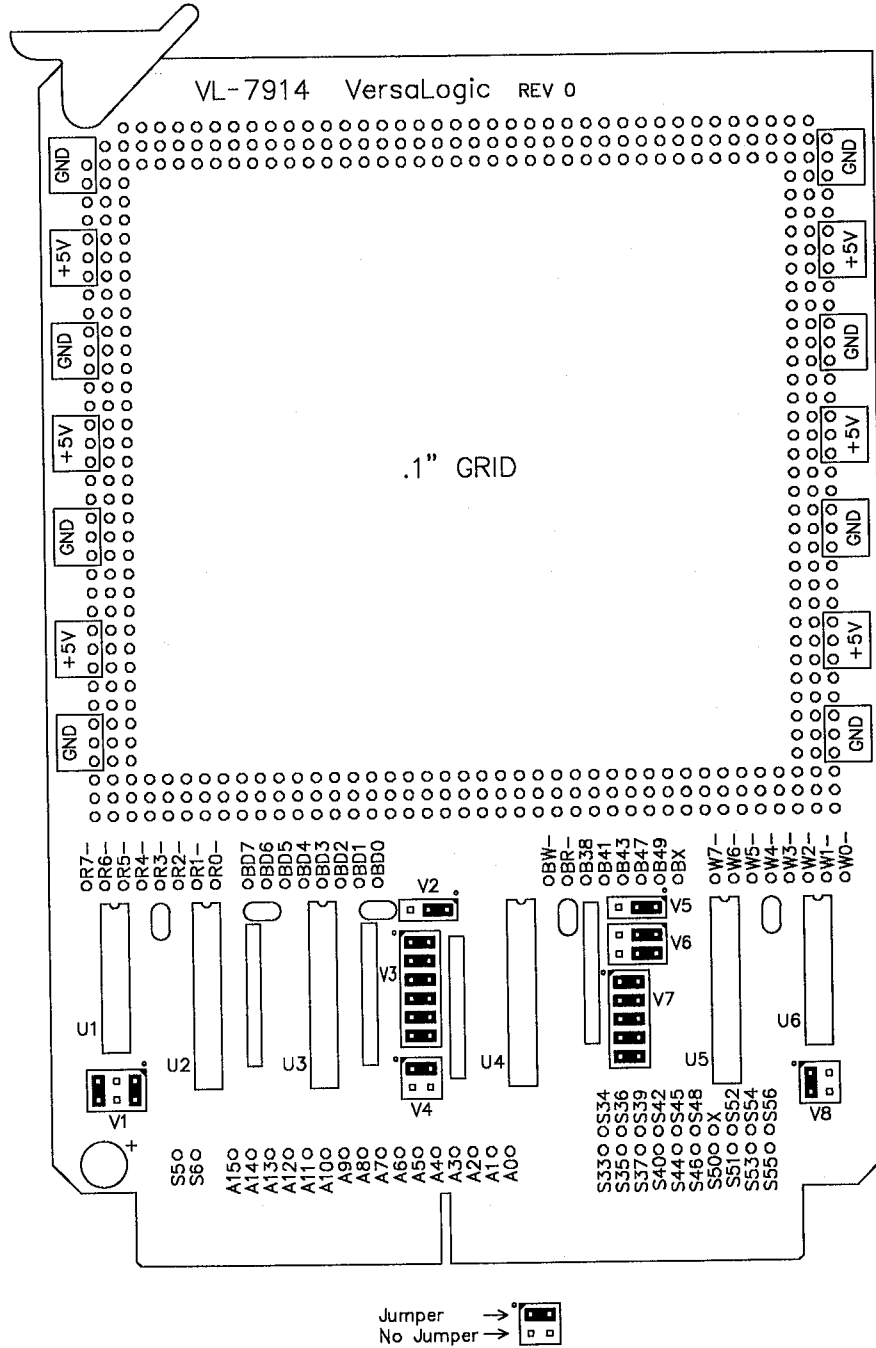 VL-7914 VersaLogic REV 0
GND GND
+5V +5V
GND GND
+5V +5V
.1" GRID
GND GND
+5V +5V
GND GND
R7-
R6-
R5-
R4-
R3-
R2-
R1-
R0-
BD7
BD6
BD5
BD4
BD3
BD2
BD1
BD0
BW-
BR-
B38
B41
B43
B47
B49
BX
W7-
W6-
W5-
W4-
W3-
W2-
W1-
W0-
V2
V5
V6
V3
V7
U1
U2
U3
U4
U5
U6
V1
V4
V8
+
S5
S6
A15
A14
A13
A12
A11
A10
A9
A8
A7
A6
A5
A4
A3
A2
A1
A0
S33 S34
S35 S36
S37 S39
S40 S42
S44 S45
S46 S48
S50 X
S51 S52
S53 S54
S55 S56
Jumper
No Jumper